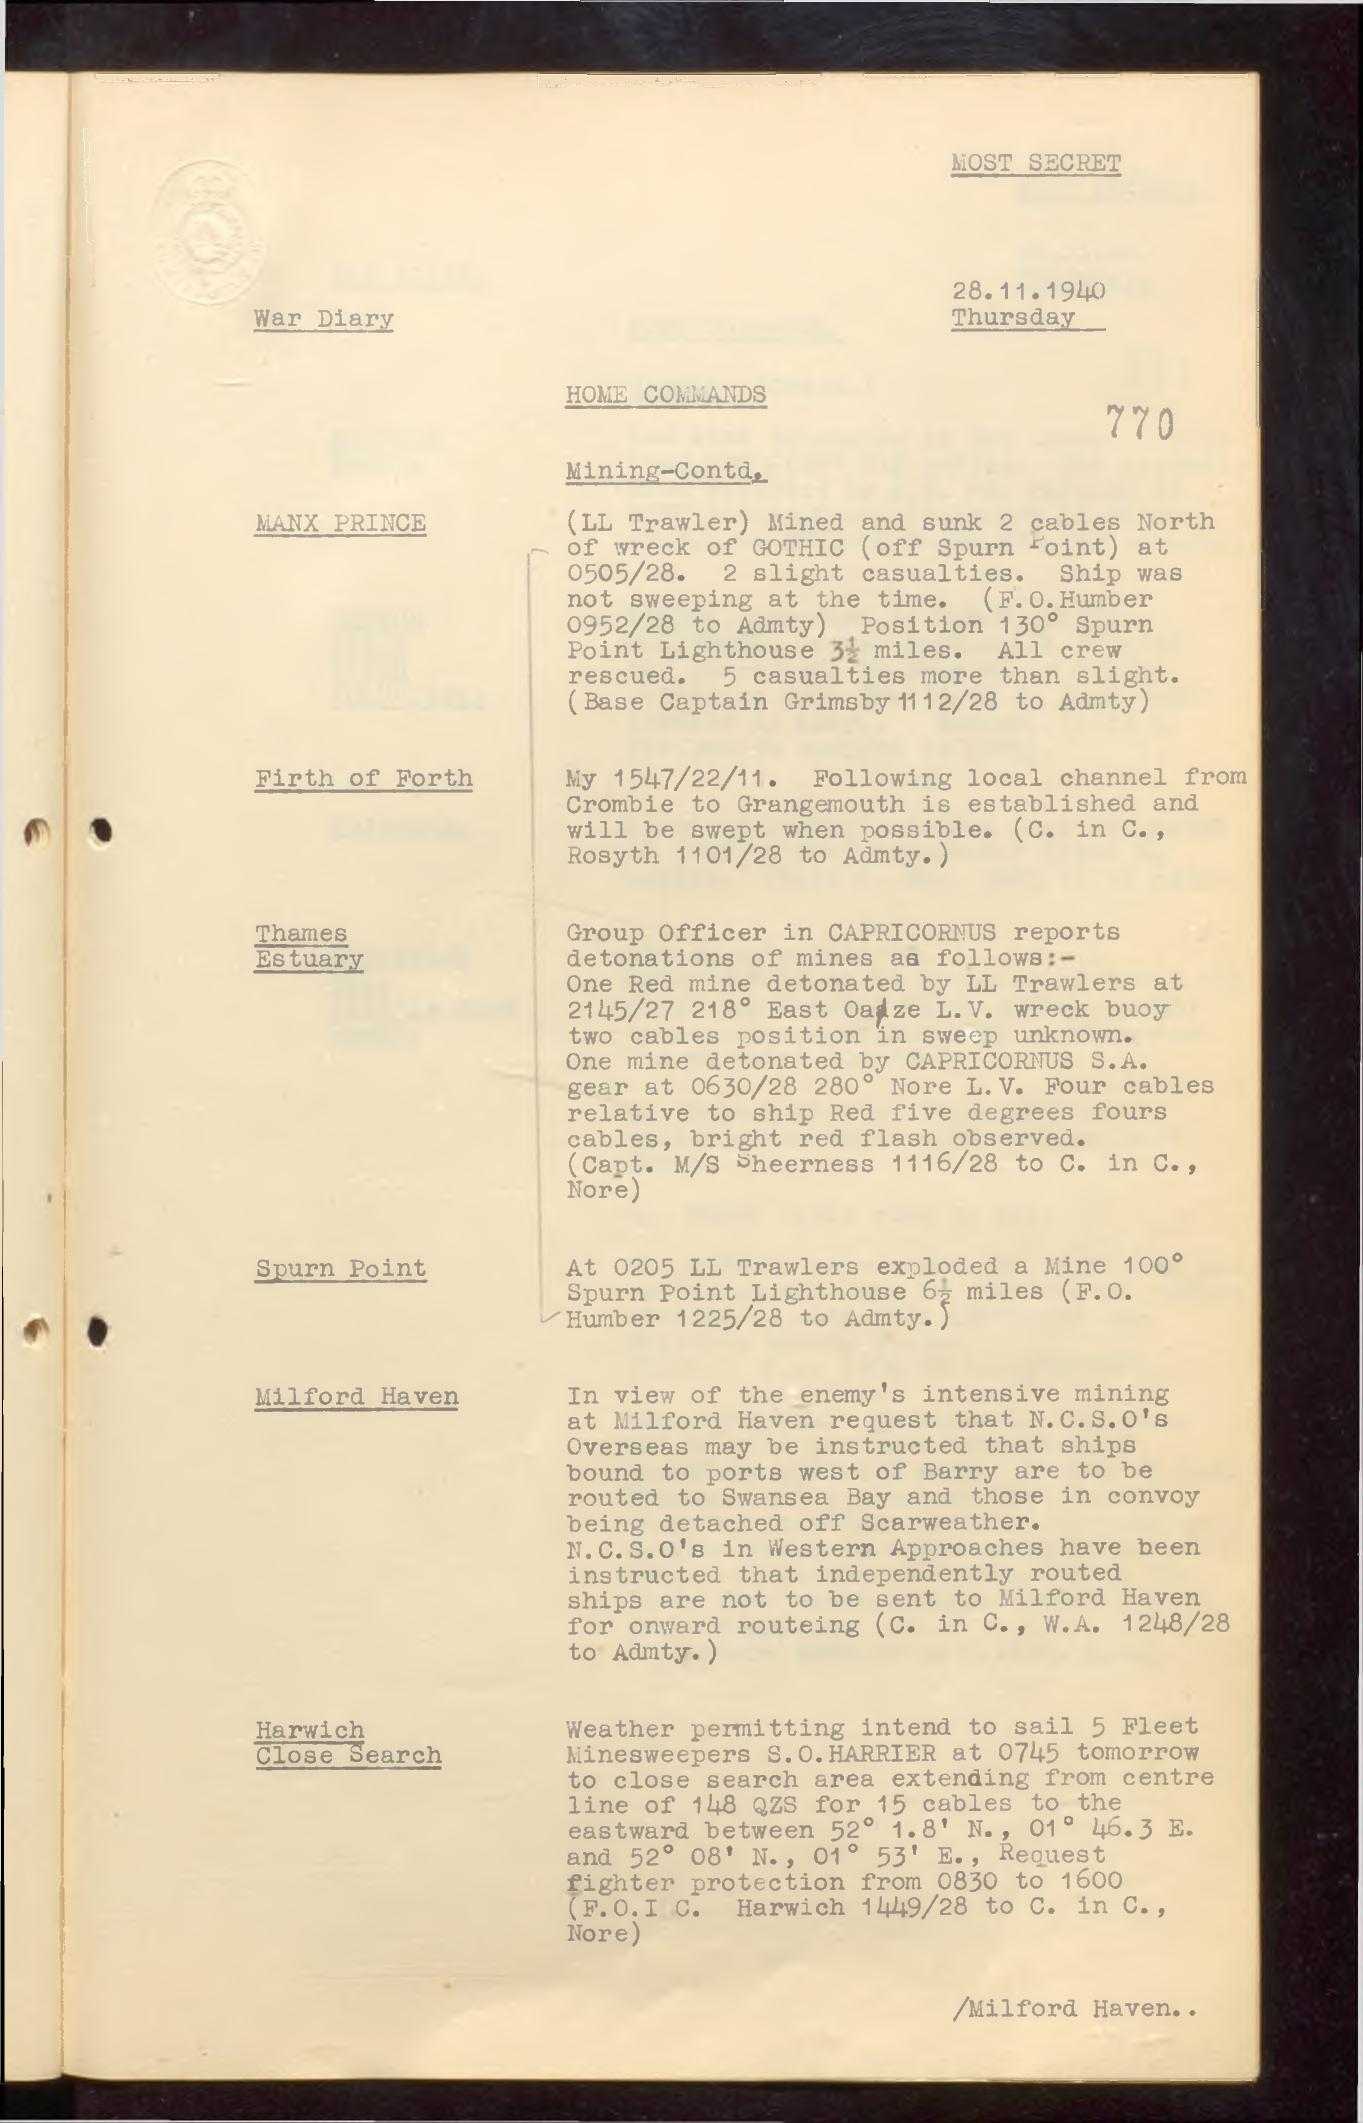 MOST SECRET
28.11.1940
War Diary
Thursday
HOME COMMANDS
770
Mining-Contd.
MANX PRINCE
(LL Trawler) Mined and sunk 2 cables North
of wreck of GOTHIC (off Spurn Point) at
0505/28. 2 slight casualties. Ship was
not sweeping at the time. (F.O.Humber
0952/28 to Admty) Position 130° Spurn
Point Lighthouse 3½ miles. All crew
rescued. 5 casualties more than slight.
(Base Captain Grimsby 1112/28 to Admty)
Firth of Forth
My 1547/22/11. Following local channel from
Crombie to Grangemouth is established and
will be swept when possible. (C. in C.,
Rosyth 1101/28 to Admty.)
Thames
Estuary
Group Officer in CAPRICORNUS reports
detonations of mines as follows:-
One Red mine detonated by LL Trawlers at
2145/27 218° East Oaze L.V. wreck buoy
two cables position in sweep unknown.
One mine detonated by CAPRICORNUS S.A.
gear at 0630/28 280° Nore L.V. Four cables
relative to ship Red five degrees fours
cables, bright red flash observed.
(Capt. M/S Sheerness 1116/28 to C. in C.,
Nore)
Spurn Point
At 0205 LL Trawlers exploded a Mine 100°
Spurn Point Lighthouse 6½ miles (F.O.
Humber 1225/28 to Admty.)
Milford Haven
In view of the enemy's intensive mining
at Milford Haven request that N.C.S.O's
Overseas may be instructed that ships
bound to ports west of Barry are to be
routed to Swansea Bay and those in convoy
being detached off Scarweather.
N.C.S.O's in Western Approaches have been
instructed that independently routed
ships are not to be sent to Milford Haven
for onward routeing (C. in C., W.A. 1248/28
to Admty.)
Harwich
Close Search
Weather permitting intend to sail 5 Fleet
Minesweepers S.O.HARRIER at 0745 tomorrow
to close search area extending from centre
line of 148 QZS for 15 cables to the
eastward between 52° 1.8' N., 01° 46.3 E.
and 52° 08' N., 01° 53' E., Request
fighter protection from 0830 to 1600
(F.O.I C. Harwich 1449/28 to C. in C.,
Nore)
/Milford Haven..